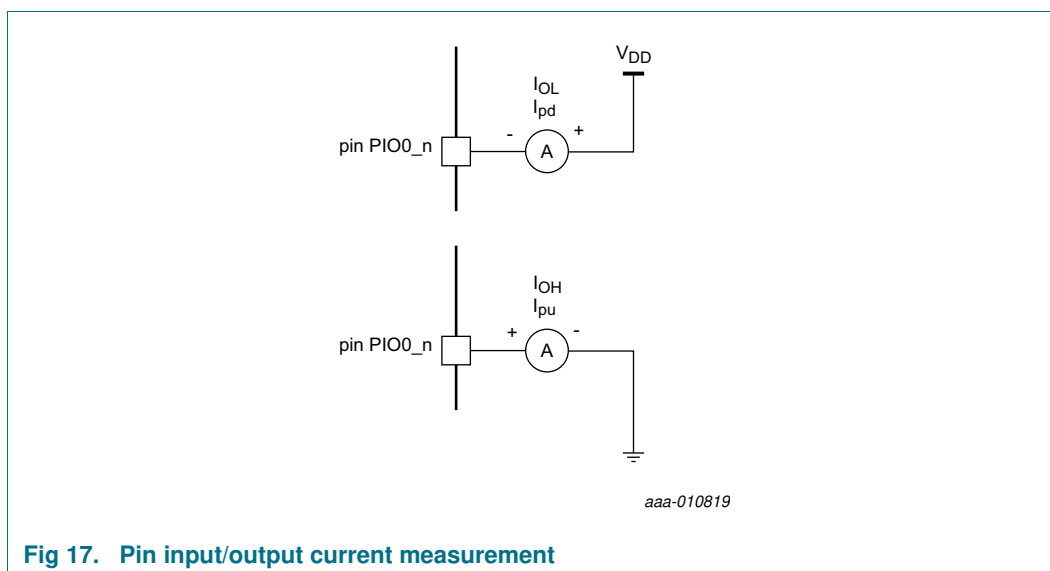 V_DD
I_OL
I_pd
- +
A
pin PIO0_n
I_OH
I_pu
+ -
A
pin PIO0_n
aaa-010819
Fig 17. Pin input/output current measurement